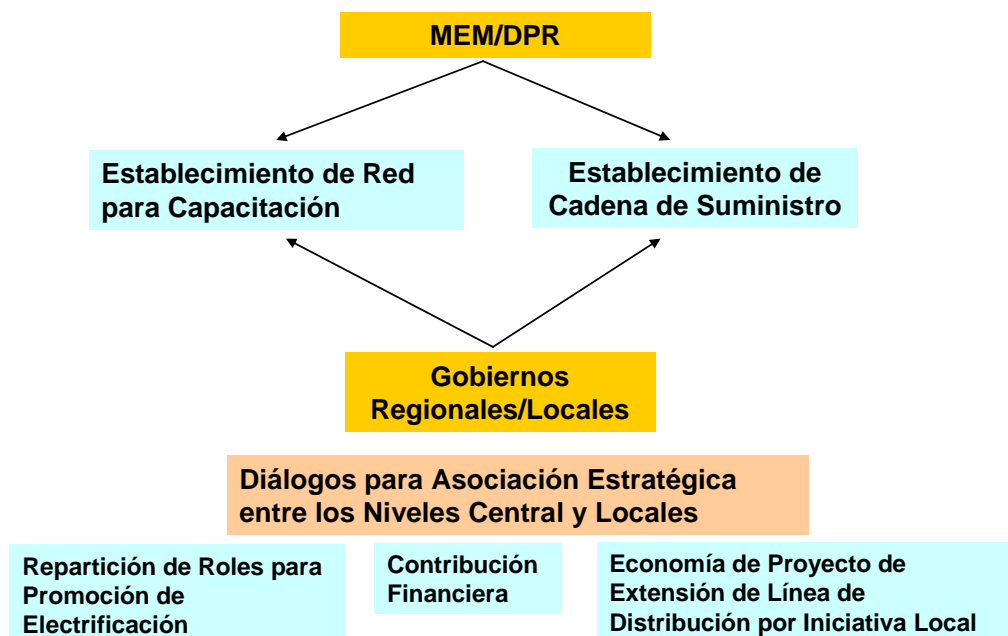 MEM/DPR
Establecimiento de Red
para Capacitación
Establecimiento de
Cadena de Suministro
Gobiernos
Regionales/Locales
Diálogos para Asociación Estratégica
entre los Niveles Central y Locales
Repartición de Roles para
Promoción de
Electrificación
Contribución
Financiera
Economía de Proyecto de
Extensión de Línea de
Distribución por Iniciativa Local